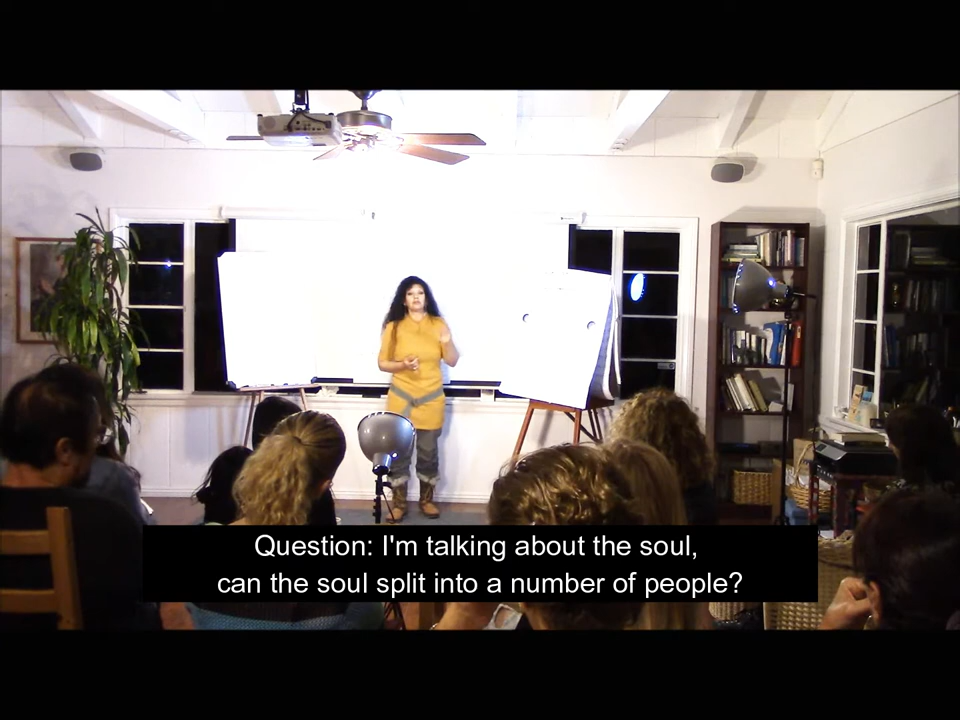 Question: I'm talking about the soul,
can the soul split into a number of people?